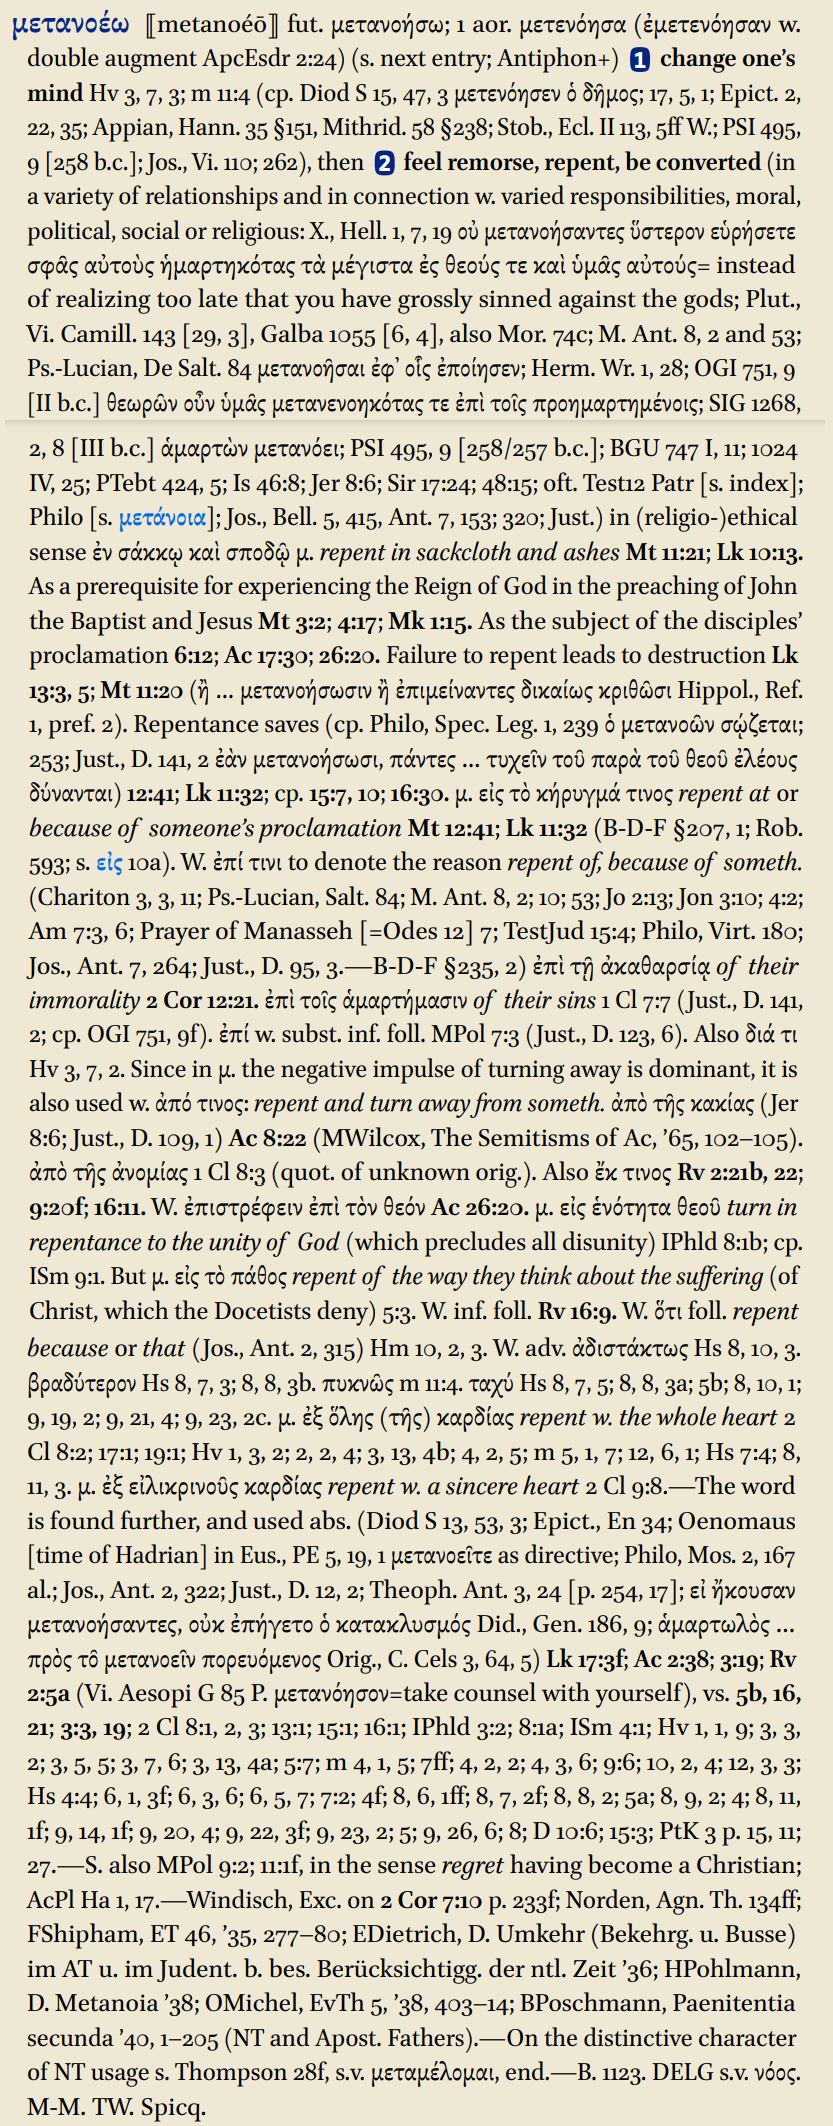 μετανοέω 〚metanoéō〛 fut. μετανοήσω; 1 aor. μετενόησα (ἐμετενόησαν w.
double augment ApcEsdr 2:24) (s. next entry; Antiphon+) 1 change one’s
mind Hv 3, 7, 3; m 11:4 (cp. Diod S 15, 47, 3 μετενόησεν ὁ δῆμος; 17, 5, 1; Epict. 2,
22, 35; Appian, Hann. 35 §151, Mithrid. 58 §238; Stob., Ecl. II 113, 5ff W.; PSI 495,
9 [258 b.c.]; Jos., Vi. 110; 262), then 2 feel remorse, repent, be converted (in
a variety of relationships and in connection w. varied responsibilities, moral,
political, social or religious: X., Hell. 1, 7, 19 οὐ μετανοήσαντες ὕστερον εὑρήσετε
σφᾶς αὐτοὺς ἡμαρτηκότας τὰ μέγιστα ἐς θεούς τε καὶ ὑμᾶς αὐτούς= instead
of realizing too late that you have grossly sinned against the gods; Plut.,
Vi. Camill. 143 [29, 3], Galba 1055 [6, 4], also Mor. 74c; M. Ant. 8, 2 and 53;
Ps.-Lucian, De Salt. 84 μετανοῆσαι ἐφ’ οἷς ἐποίησεν; Herm. Wr. 1, 28; OGI 751, 9
[II b.c.] θεωρῶν οὖν ὑμᾶς μετανενοηκότας τε ἐπὶ τοῖς προημαρτημένοις; SIG 1268,
2, 8 [III b.c.] ἁμαρτὼν μετανόει; PSI 495, 9 [258/257 b.c.]; BGU 747 I, 11; 1024
IV, 25; PTebt 424, 5; Is 46:8; Jer 8:6; Sir 17:24; 48:15; oft. Test12 Patr [s. index];
Philo [s. μετάνοια]; Jos., Bell. 5, 415, Ant. 7, 153; 320; Just.) in (religio-)ethical
sense ἐν σάκκῳ καὶ σποδῷ μ. repent in sackcloth and ashes Mt 11:21; Lk 10:13.
As a prerequisite for experiencing the Reign of God in the preaching of John
the Baptist and Jesus Mt 3:2; 4:17; Mk 1:15. As the subject of the disciples’
proclamation 6:12; Ac 17:30; 26:20. Failure to repent leads to destruction Lk
13:3, 5; Mt 11:20 (ἢ … μετανοήσωσιν ἢ ἐπιμείναντες δικαίως κριθῶσι Hippol., Ref.
1, pref. 2). Repentance saves (cp. Philo, Spec. Leg. 1, 239 ὁ μετανοῶν σῴζεται;
253; Just., D. 141, 2 ἐὰν μετανοήσωσι, πάντες … τυχεῖν τοῦ παρὰ τοῦ θεοῦ ἐλέους
δύνανται) 12:41; Lk 11:32; cp. 15:7, 10; 16:30. μ. εἰς τὸ κήρυγμά τινος repent at or
because of someone’s proclamation Mt 12:41; Lk 11:32 (B-D-F §207, 1; Rob.
593; s. εἰς 10a). W. ἐπί τινι to denote the reason repent of, because of someth.
(Chariton 3, 3, 11; Ps.-Lucian, Salt. 84; M. Ant. 8, 2; 10; 53; Jo 2:13; Jon 3:10; 4:2;
Am 7:3, 6; Prayer of Manasseh [=Odes 12] 7; TestJud 15:4; Philo, Virt. 180;
Jos., Ant. 7, 264; Just., D. 95, 3.—B-D-F §235, 2) ἐπὶ τῇ ἀκαθαρσίᾳ of their
immorality 2 Cor 12:21. ἐπὶ τοῖς ἁμαρτήμασιν of their sins 1 Cl 7:7 (Just., D. 141,
2; cp. OGI 751, 9f). ἐπί w. subst. inf. foll. MPol 7:3 (Just., D. 123, 6). Also διά τι
Hv 3, 7, 2. Since in μ. the negative impulse of turning away is dominant, it is
also used w. ἀπό τινος: repent and turn away from someth. ἀπὸ τῆς κακίας (Jer
8:6; Just., D. 109, 1) Ac 8:22 (MWilcox, The Semitisms of Ac, ’65, 102–105).
ἀπὸ τῆς ἀνομίας 1 Cl 8:3 (quot. of unknown orig.). Also ἔκ τινος Rv 2:21b, 22;
9:20f; 16:11. W. ἐπιστρέφειν ἐπὶ τὸν θεόν Ac 26:20. μ. εἰς ἑνότητα θεοῦ turn in
repentance to the unity of God (which precludes all disunity) IPhld 8:1b; cp.
ISm 9:1. But μ. εἰς τὸ πάθος repent of the way they think about the suffering (of
Christ, which the Docetists deny) 5:3. W. inf. foll. Rv 16:9. W. ὅτι foll. repent
because or that (Jos., Ant. 2, 315) Hm 10, 2, 3. W. adv. ἀδιστάκτως Hs 8, 10, 3.
βραδύτερον Hs 8, 7, 3; 8, 8, 3b. πυκνῶς m 11:4. ταχύ Hs 8, 7, 5; 8, 8, 3a; 5b; 8, 10, 1;
9, 19, 2; 9, 21, 4; 9, 23, 2c. μ. ἐξ ὅλης (τῆς) καρδίας repent w. the whole heart 2
Cl 8:2; 17:1; 19:1; Hv 1, 3, 2; 2, 2, 4; 3, 13, 4b; 4, 2, 5; m 5, 1, 7; 12, 6, 1; Hs 7:4; 8,
11, 3. μ. ἐξ εἰλικρινοῦς καρδίας repent w. a sincere heart 2 Cl 9:8.—The word
is found further, and used abs. (Diod S 13, 53, 3; Epict., En 34; Oenomaus
[time of Hadrian] in Eus., PE 5, 19, 1 μετανοεῖτε as directive; Philo, Mos. 2, 167
al.; Jos., Ant. 2, 322; Just., D. 12, 2; Theoph. Ant. 3, 24 [p. 254, 17]; εἰ ἤκουσαν
μετανοήσαντες, οὐκ ἐπήγετο ὁ κατακλυσμός Did., Gen. 186, 9; ἁμαρτωλὸς …
πρὸς τῶ μετανοεῖν πορευόμενος Orig., C. Cels 3, 64, 5) Lk 17:3f; Ac 2:38; 3:19; Rv
2:5a (Vi. Aesopi G 85 P. μετανόησον=take counsel with yourself), vs. 5b, 16,
21; 3:3, 19; 2 Cl 8:1, 2, 3; 13:1; 15:1; 16:1; IPhld 3:2; 8:1a; ISm 4:1; Hv 1, 1, 9; 3, 3,
2; 3, 5, 5; 3, 7, 6; 3, 13, 4a; 5:7; m 4, 1, 5; 7ff; 4, 2, 2; 4, 3, 6; 9:6; 10, 2, 4; 12, 3, 3;
Hs 4:4; 6, 1, 3f; 6, 3, 6; 6, 5, 7; 7:2; 4f; 8, 6, 1ff; 8, 7, 2f; 8, 8, 2; 5a; 8, 9, 2; 4; 8, 11,
1f; 9, 14, 1f; 9, 20, 4; 9, 22, 3f; 9, 23, 2; 5; 9, 26, 6; 8; D 10:6; 15:3; PtK 3 p. 15, 11;
27.—S. also MPol 9:2; 11:1f, in the sense regret having become a Christian;
AcPl Ha 1, 17.—Windisch, Exc. on 2 Cor 7:10 p. 233f; Norden, Agn. Th. 134ff;
FShipham, ET 46, ’35, 277–80; EDietrich, D. Umkehr (Bekehrg. u. Busse)
im AT u. im Judent. b. bes. Berücksichtigg. der ntl. Zeit ’36; HPohlmann,
D. Metanoia ’38; OMichel, EvTh 5, ’38, 403–14; BPoschmann, Paenitentia
secunda ’40, 1–205 (NT and Apost. Fathers).—On the distinctive character
of NT usage s. Thompson 28f, s.v. μεταμέλομαι, end.—B. 1123. DELG s.v. νόος.
M-M. TW. Spicq.